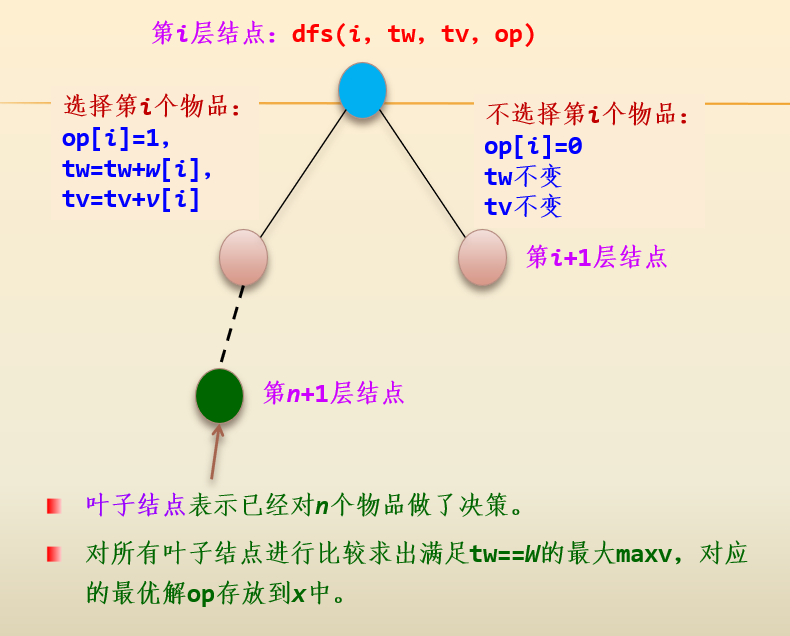 第i层结点：dfs(i，tw，tv，op)
选择第i个物品：
op[i]=1，
tw=tw+w[i]，
tv=tv+v[i]
不选择第i个物品：
op[i]=0
tw不变
tv不变
第i+1层结点
第n+1层结点
叶子结点表示已经对n个物品做了决策。
对所有叶子结点进行比较求出满足tw==W的最大maxv，对应
的最优解op存放到x中。